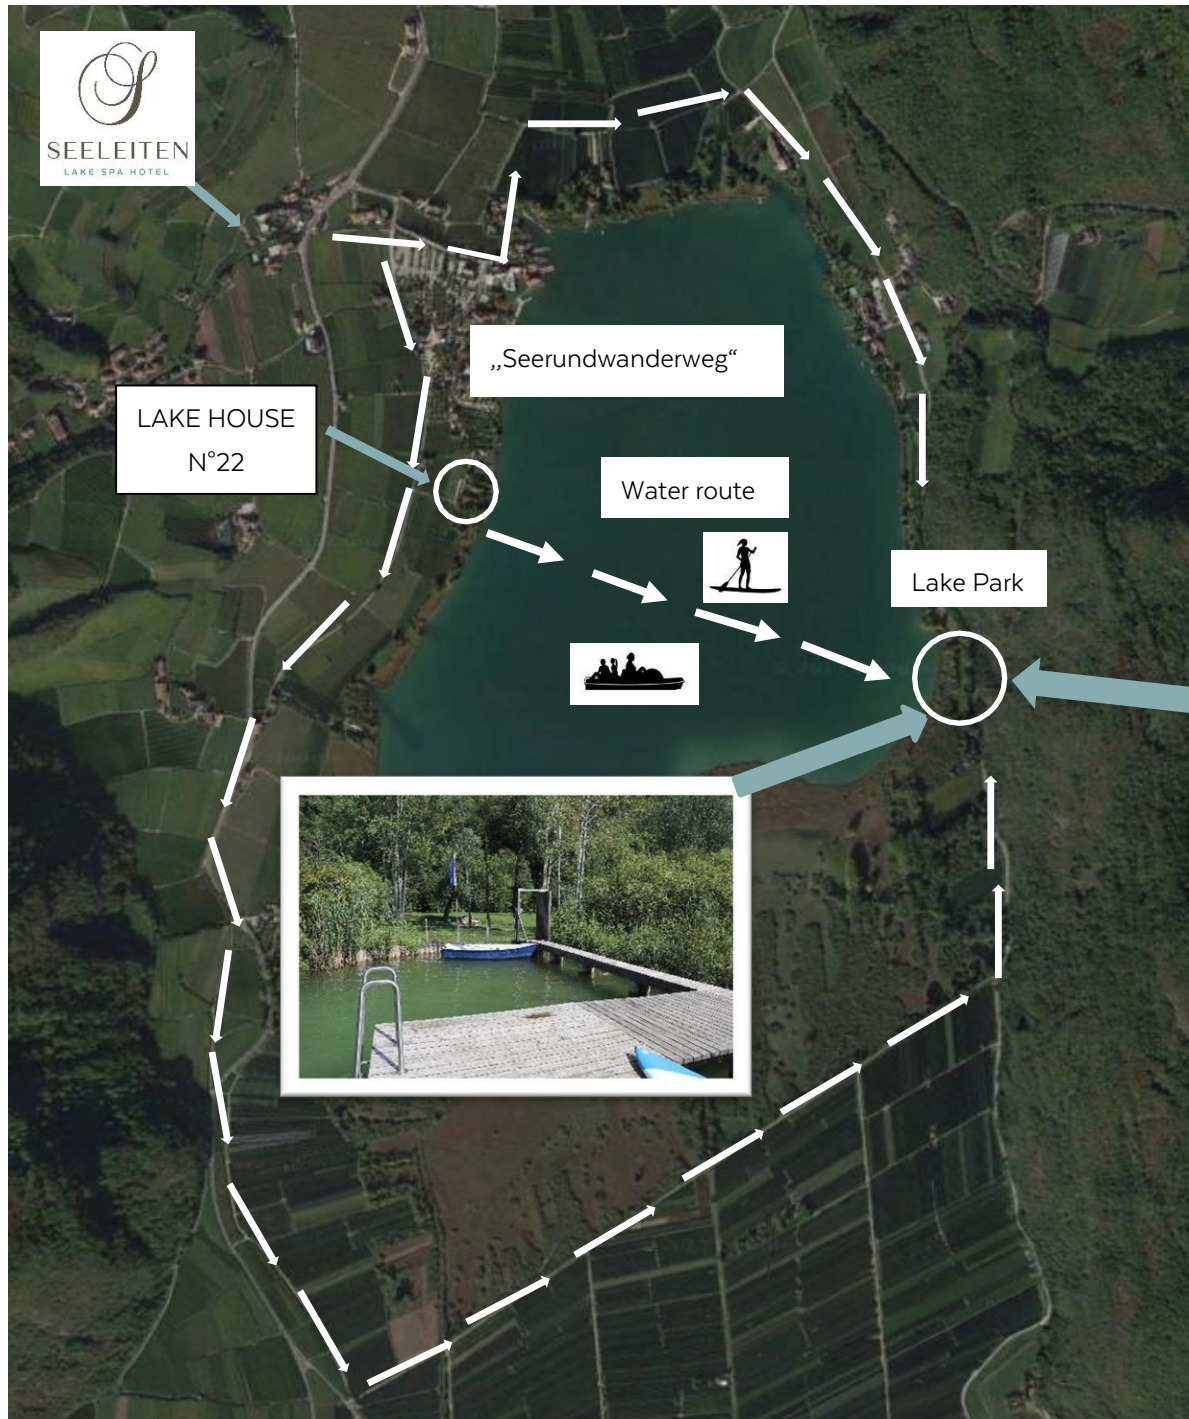 SEELEITEN
LAKE SPA HOTEL
„Seerundwanderweg“
LAKE HOUSE
N°22
Water route
Lake Park